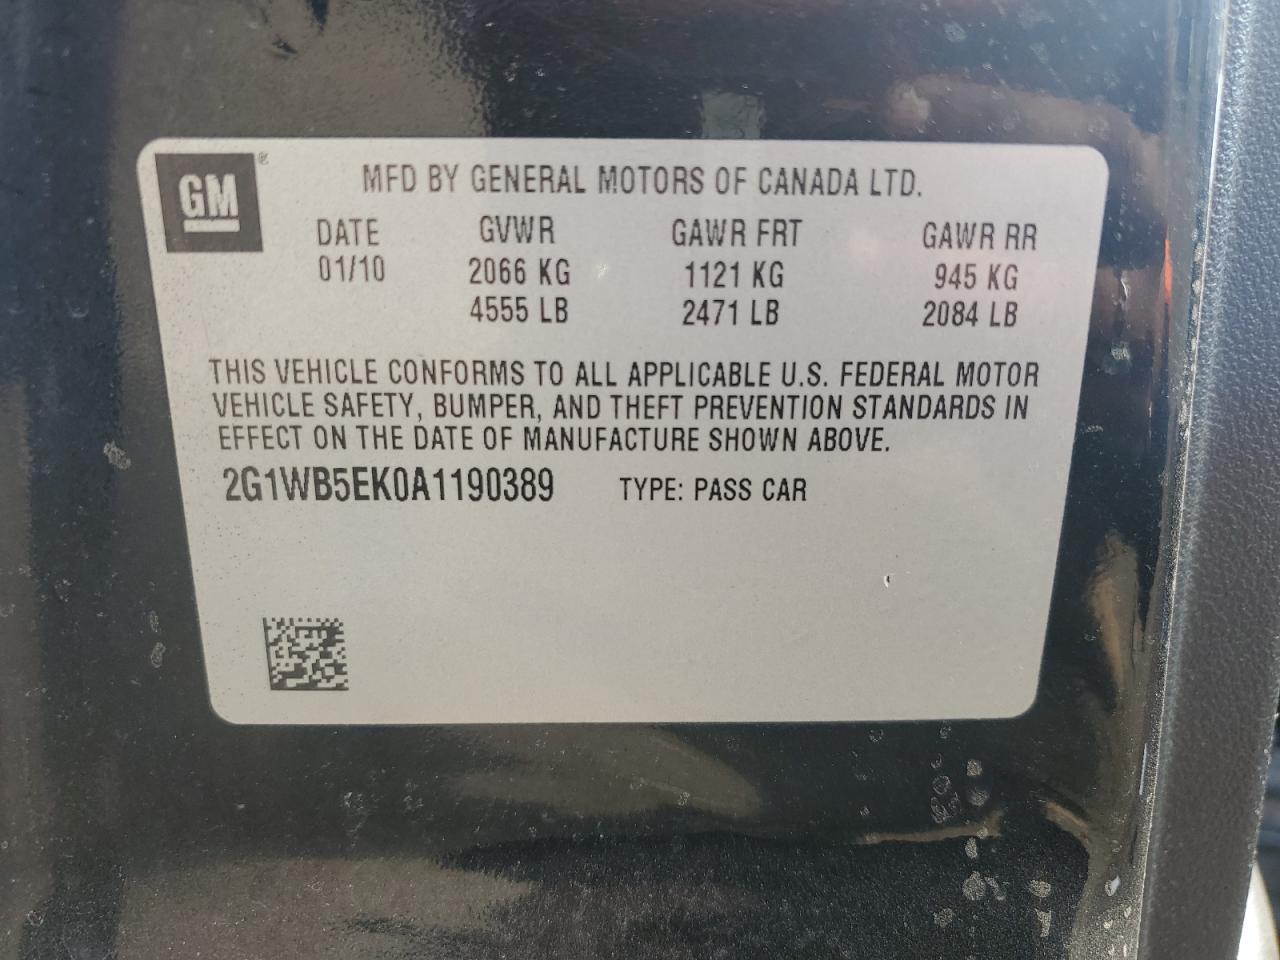 GM ®
MFD BY GENERAL MOTORS OF CANADA LTD.
DATE GVWR GAWR FRT GAWR RR
01/10 2066 KG 1121 KG 945 KG
4555 LB 2471 LB 2084 LB
THIS VEHICLE CONFORMS TO ALL APPLICABLE U.S. FEDERAL MOTOR
VEHICLE SAFETY, BUMPER, AND THEFT PREVENTION STANDARDS IN
EFFECT ON THE DATE OF MANUFACTURE SHOWN ABOVE.
2G1WB5EK0A1190389 TYPE: PASS CAR